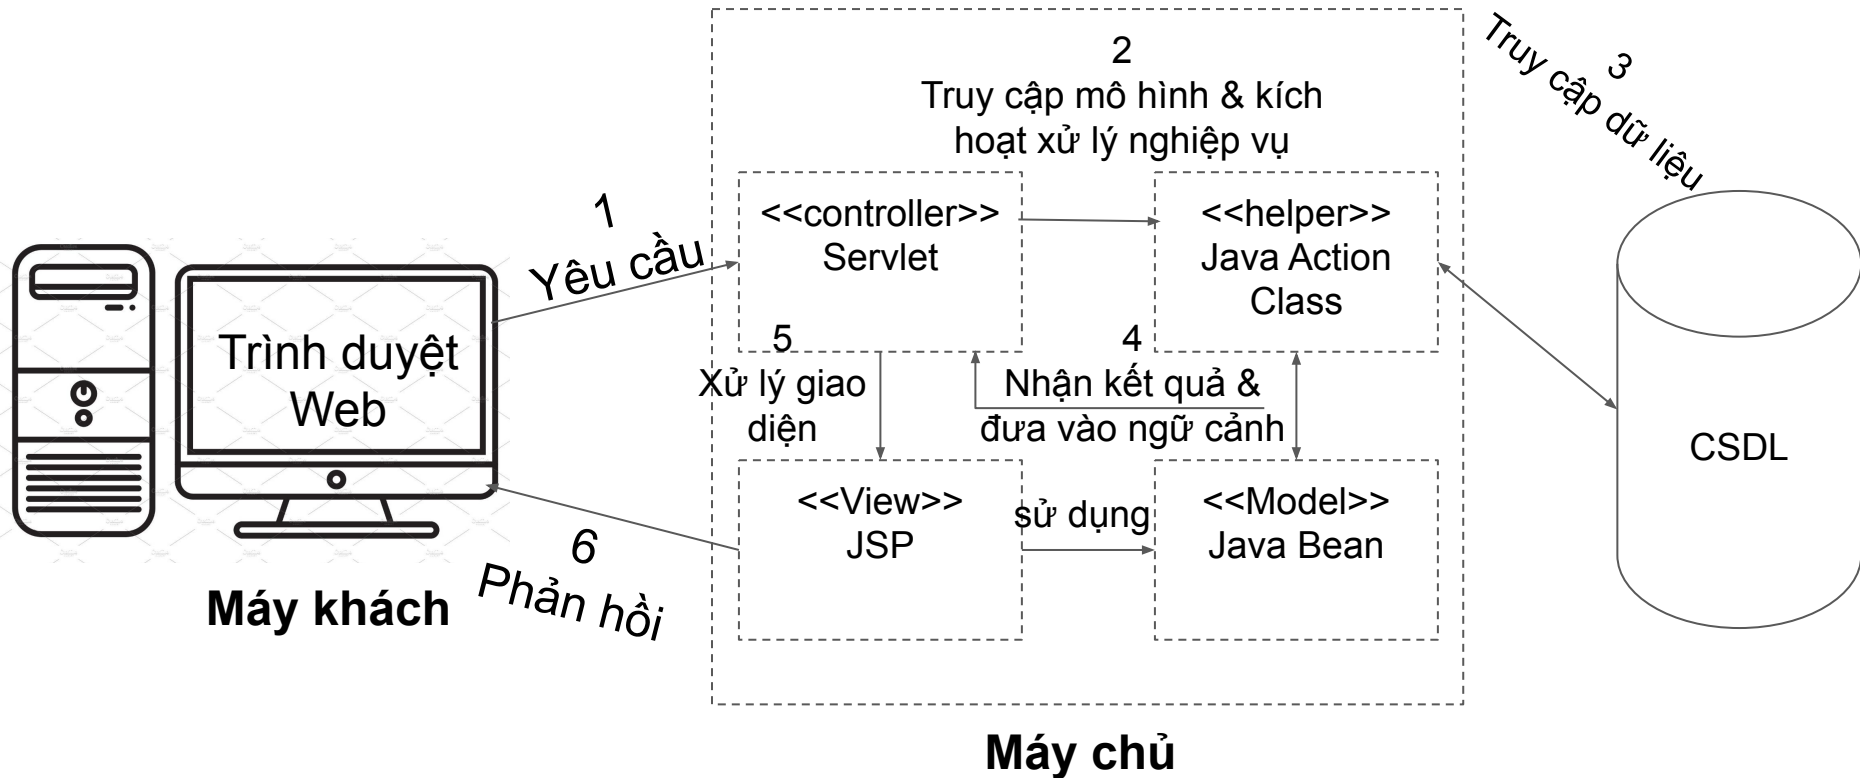 2
Truy cập mô hình & kích
hoạt xử lý nghiệp vụ
3
Truy cập dữ liệu
1
Yêu cầu
<<controller>>
Servlet
<<helper>>
Java Action
Class
Trình duyệt
Web
5
Xử lý giao
diện
4
Nhận kết quả &
đưa vào ngữ cảnh
CSDL
<<View>>
JSP
sử dụng
<<Model>>
Java Bean
6
Phản hồi
Máy khách
Máy chủ